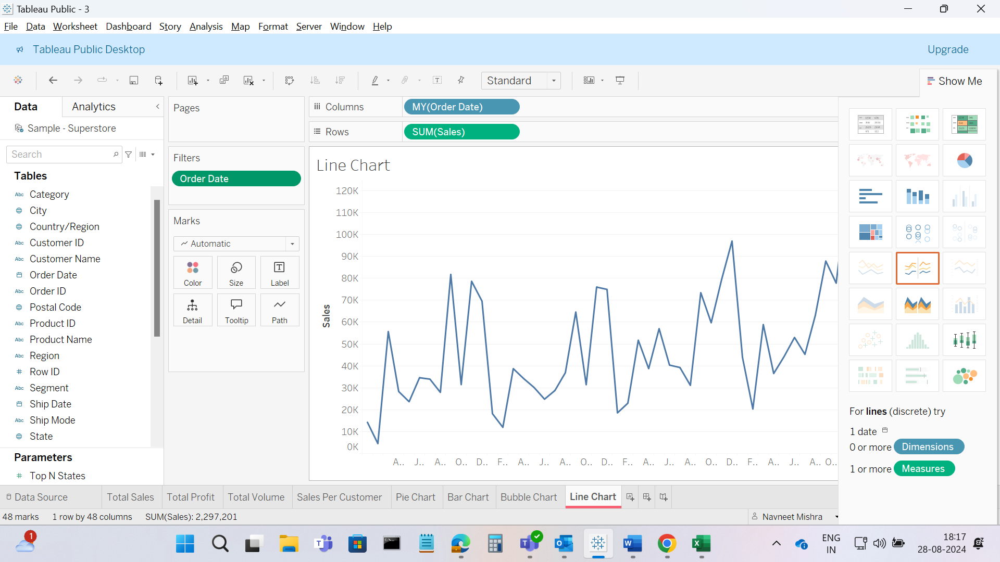 Tableau Public - 3
File Data Worksheet Dashboard Story Analysis Map Format Server Window Help
Tableau Public Desktop Upgrade
Standard
Show Me
Data Analytics
Pages
Columns MY(Order Date)
Sample - Superstore
Rows SUM(Sales)
Search
Filters
Order Date
Tables
Category
City
Country/Region
Customer ID
Customer Name
Order Date
Order ID
Postal Code
Product ID
Product Name
Region
Row ID
Segment
Ship Date
Ship Mode
State
Parameters
Top N States
Marks
Automatic
Color Size Label
Detail Tooltip Path
Line Chart
120K
110K
100K
90K
80K
70K
60K
50K
40K
30K
20K
10K
0K
Sales
A.. J.. A.. O.. D.. F.. A.. J.. A.. O.. D.. F.. A.. J.. A.. O.. D.. F.. A.. J.. A.. O..
For lines (discrete) try
1 date
0 or more Dimensions
1 or more Measures
Data Source Total Sales Total Profit Total Volume Sales Per Customer Pie Chart Bar Chart Bubble Chart Line Chart
48 marks 1 row by 48 columns SUM(Sales): 2,297,201 Navneet Mishra
1
ENG
IN
18:17
28-08-2024